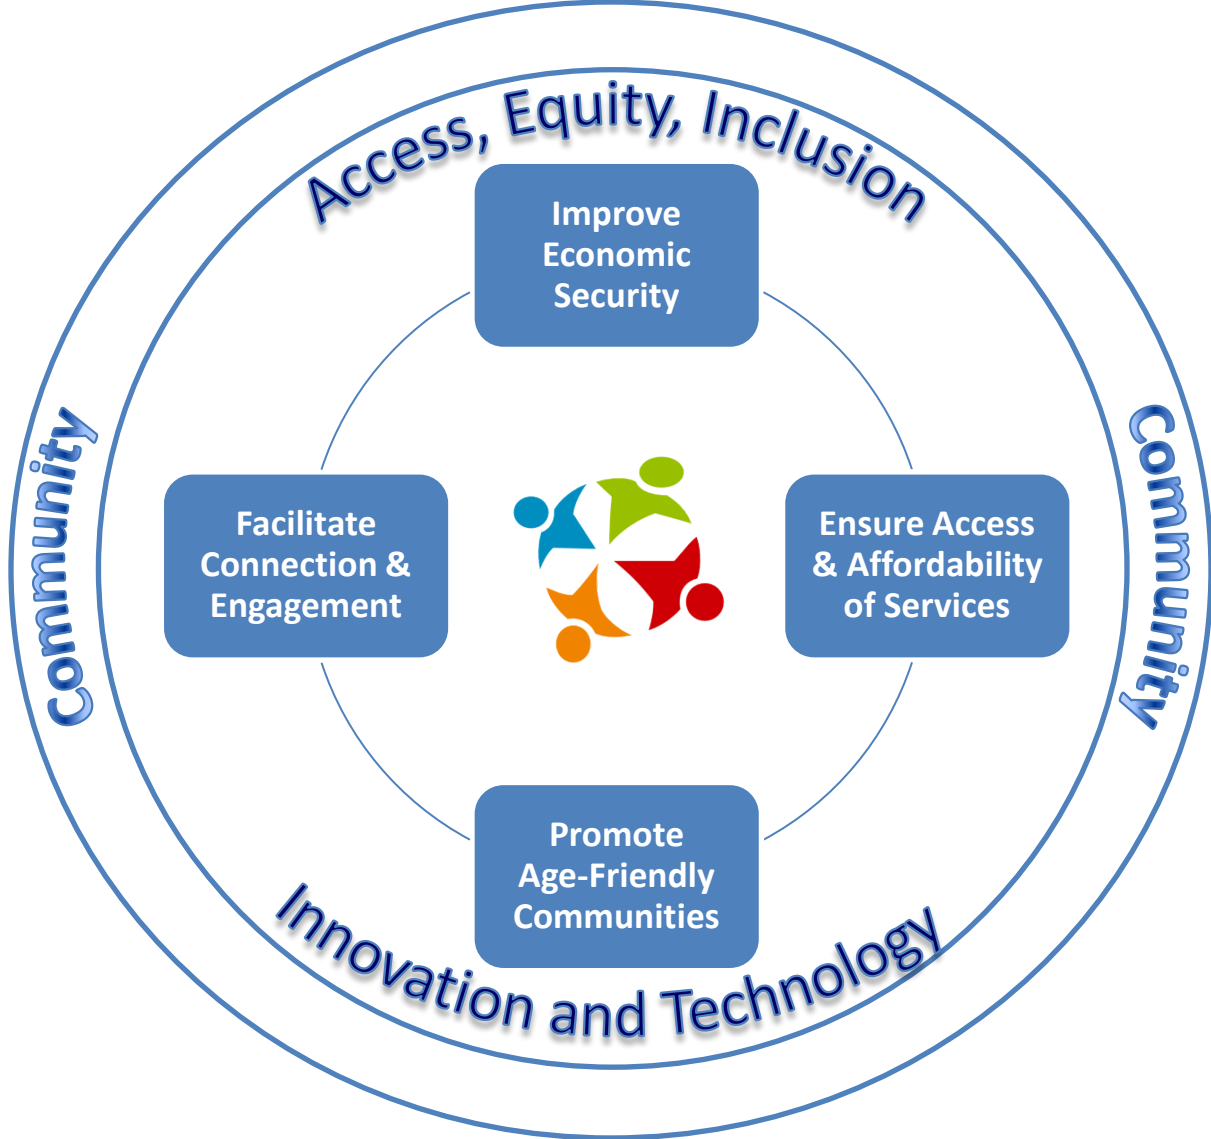 Access, Equity, Inclusion
Improve
Economic
Security
Community
Community
Facilitate
Connection &
Engagement
Ensure Access
& Affordability
of Services
Promote
Age-Friendly
Communities
Innovation and Technology